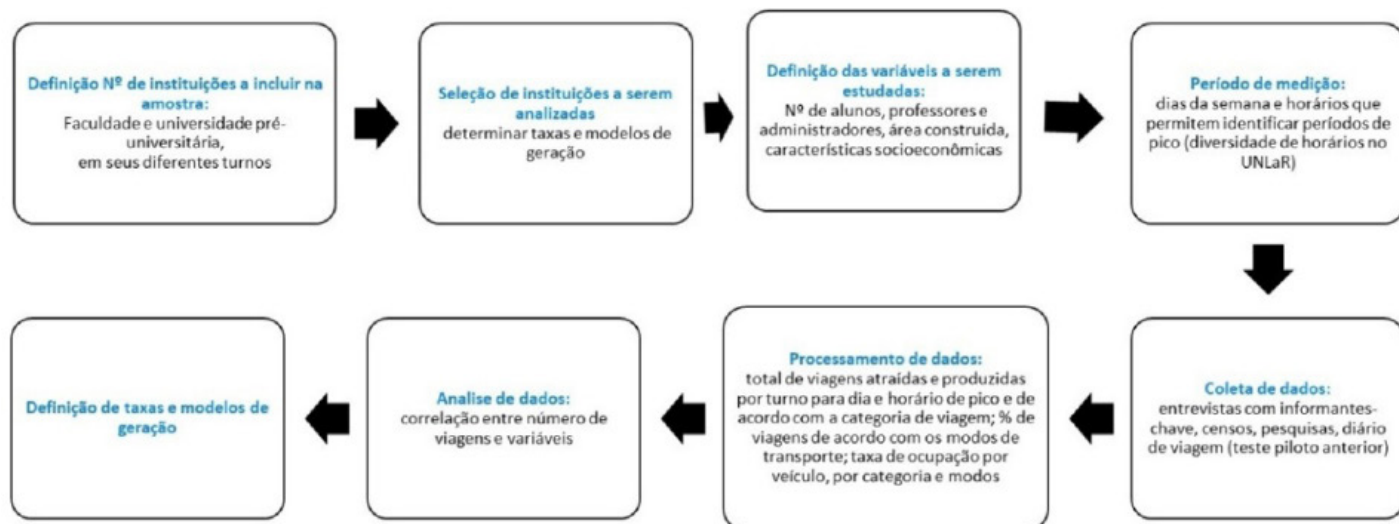 Definição Nº de instituições a incluir na
amostra:
Faculdade e universidade pré-
universitária,
em seus diferentes turnos
Seleção de instituições a serem
analizadas
determinar taxas e modelos de
geração
Definição das variáveis a serem
estudadas:
Nº de alunos, professores e
administradores, área construída,
características socioeconômicas
Período de medição:
dias da semana e horários que
permitem identificar períodos de
pico (diversidade de horários no
UNLaR)
Coleta de dados:
entrevistas com informantes-
chave, censos, pesquisas, diário
de viagem (teste piloto anterior)
Processamento de dados:
total de viagens atraídas e produzidas
por turno para dia e horário de pico e de
acordo com a categoria de viagem; % de
viagens de acordo com os modos de
transporte; taxa de ocupação por
veículo, por categoria e modos
Analise de dados:
correlação entre número de
viagens e variáveis
Definição de taxas e modelos de
geração